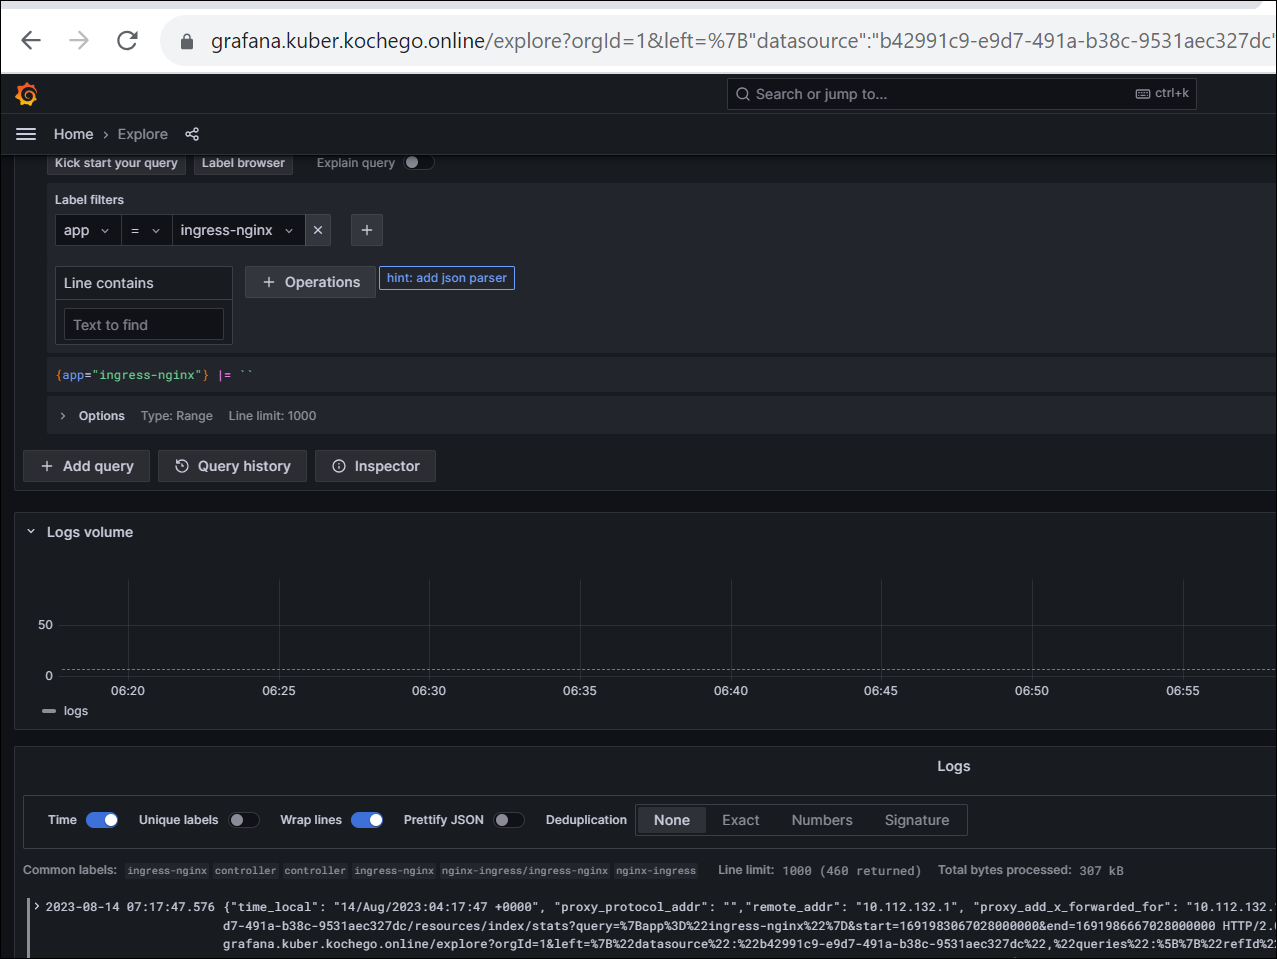 grafana.kuber.kochego.online/explore?orgId=1&left=%7B"datasource":"b42991c9-e9d7-491a-b38c-9531aec327dc"
Search or jump to... ctrl+k
Home › Explore
Kick start your query Label browser Explain query
Label filters
app = ingress-nginx
Line contains + Operations hint: add json parser
Text to find
{app="ingress-nginx"} |= ``
Options Type: Range Line limit: 1000
+ Add query Query history Inspector
Logs volume
50
0
06:20 06:25 06:30 06:35 06:40 06:45 06:50 06:55
logs
Logs
Time Unique labels Wrap lines Prettify JSON Deduplication None Exact Numbers Signature
Common labels: ingress-nginx controller controller ingress-nginx nginx-ingress/ingress-nginx nginx-ingress Line limit: 1000 (460 returned) Total bytes processed: 307 kB
2023-08-14 07:17:47.576 {"time_local": "14/Aug/2023:04:17:47 +0000", "proxy_protocol_addr": "","remote_addr": "10.112.132.1", "proxy_add_x_forwarded_for": "10.112.132.
d7-491a-b38c-9531aec327dc/resources/index/stats?query=%7Bapp%3D%22ingress-nginx%22%7D&start=1691983067028000000&end=1691986667028000000 HTTP/2.
grafana.kuber.kochego.online/explore?orgId=1&left=%7B%22datasource%22:%22b42991c9-e9d7-491a-b38c-9531aec327dc%22,%22queries%22:%5B%7B%22refId%2